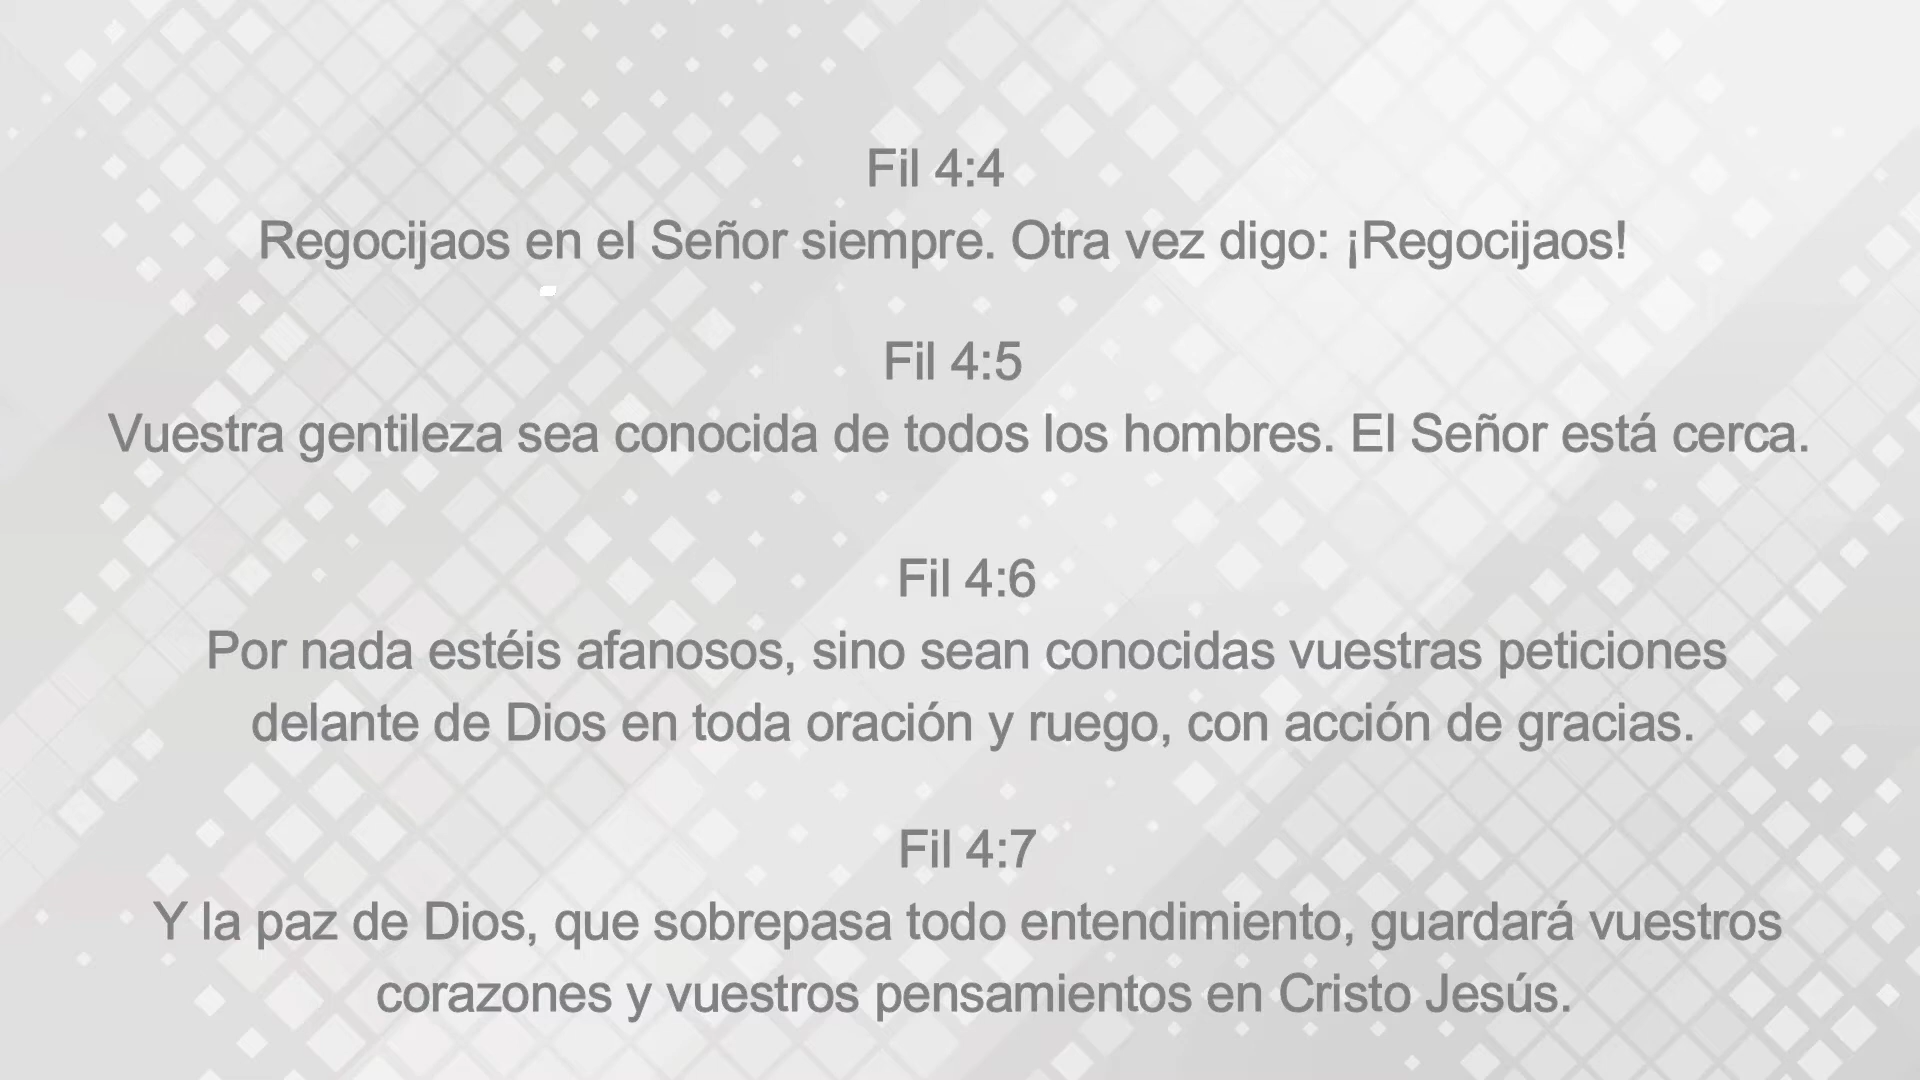 Fil 4:4
Regocijaos en el Señor siempre. Otra vez digo: ¡Regocijaos!
Fil 4:5
Vuestra gentileza sea conocida de todos los hombres. El Señor está cerca.
Fil 4:6
Por nada estéis afanosos, sino sean conocidas vuestras peticiones
delante de Dios en toda oración y ruego, con acción de gracias.
Fil 4:7
Y la paz de Dios, que sobrepasa todo entendimiento, guardará vuestros
corazones y vuestros pensamientos en Cristo Jesús.